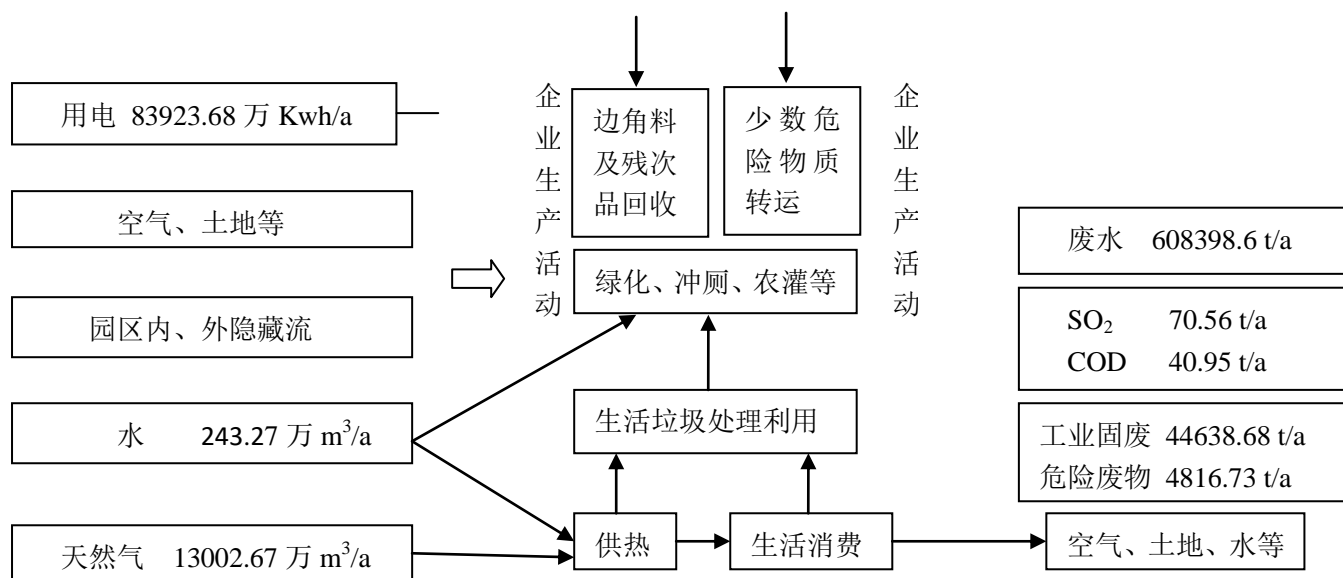 用电 83923.68 万 Kwh/a
空气、土地等
园区内、外隐藏流
水 243.27 万 m³/a
天然气 13002.67 万 m³/a
企业生产活动
边角料
及残次
品回收
少数危
险物质
转运
企业生产活动
绿化、冲厕、农灌等
生活垃圾处理利用
供热
生活消费
废水 608398.6 t/a
SO₂ 70.56 t/a
COD 40.95 t/a
工业固废 44638.68 t/a
危险废物 4816.73 t/a
空气、土地、水等